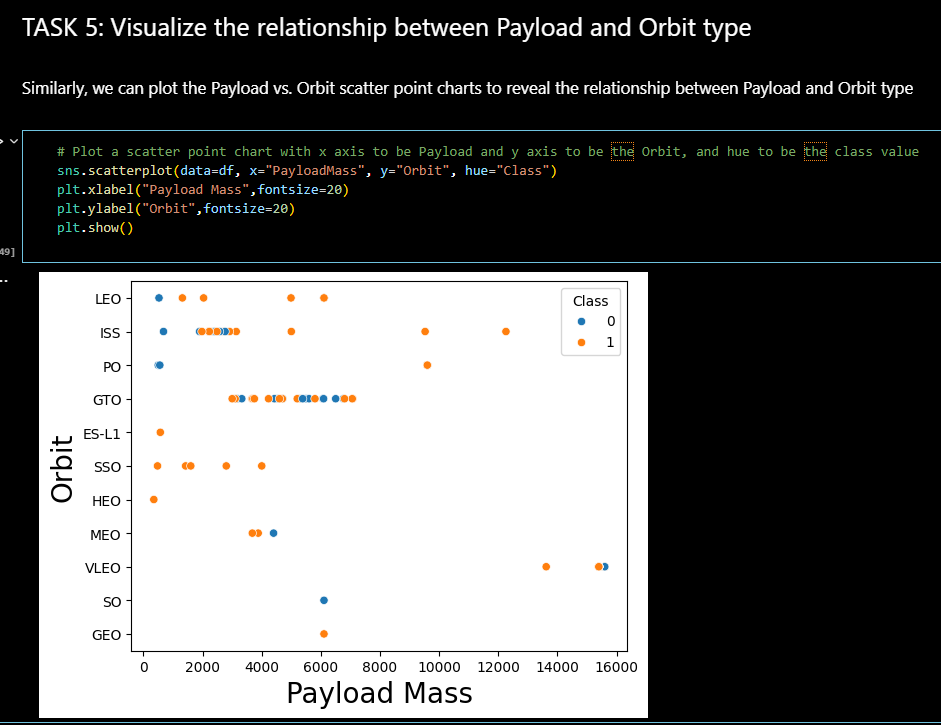 TASK 5: Visualize the relationship between Payload and Orbit type
Similarly, we can plot the Payload vs. Orbit scatter point charts to reveal the relationship between Payload and Orbit type
# Plot a scatter point chart with x axis to be Payload and y axis to be the Orbit, and hue to be the class value
sns.scatterplot(data=df, x="PayloadMass", y="Orbit", hue="Class")
plt.xlabel("Payload Mass",fontsize=20)
plt.ylabel("Orbit",fontsize=20)
plt.show()
49]
Class
0
1
LEO
ISS
PO
GTO
ES-L1
SSO
HEO
MEO
VLEO
SO
GEO
Orbit
0 2000 4000 6000 8000 10000 12000 14000 16000
Payload Mass